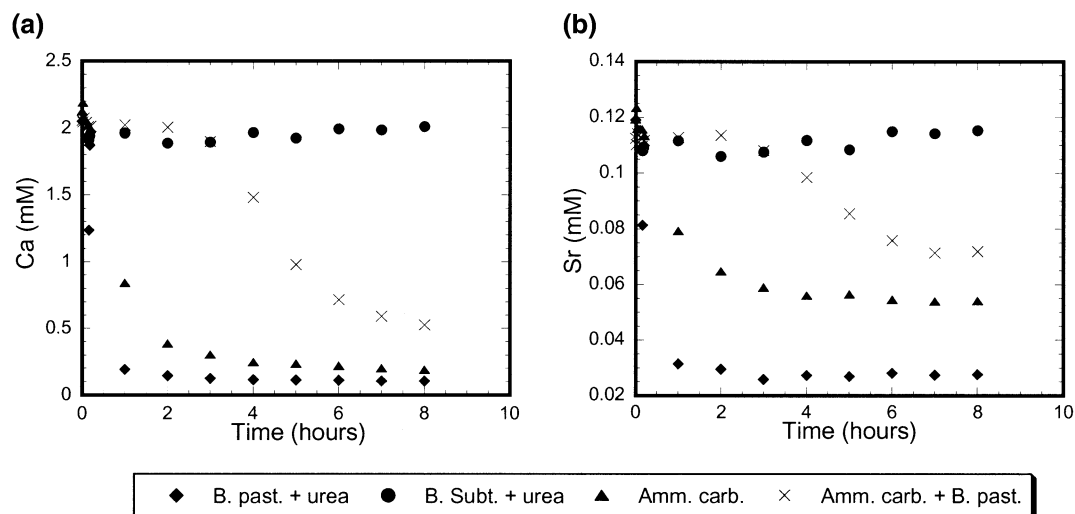 (a)
(b)
2.5
2
1.5
1
0.5
0
Ca (mM)
0 2 4 6 8 10
Time (hours)
0.14
0.12
0.1
0.08
0.06
0.04
0.02
Sr (mM)
0 2 4 6 8 10
Time (hours)
B. past. + urea
B. Subt. + urea
Amm. carb.
Amm. carb. + B. past.